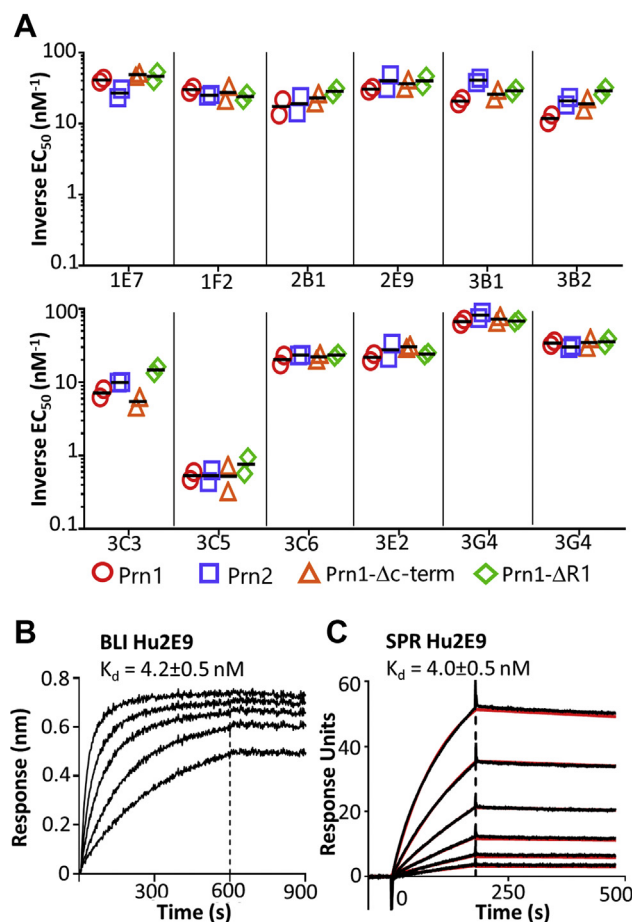 A
Inverse EC50 (nM-1)
100
10
1
0.1
1E7 1F2 2B1 2E9 3B1 3B2
Inverse EC50 (nM-1)
100
10
1
0.1
3C3 3C5 3C6 3E2 3G4 3G4
Prn1 Prn2 Prn1-Δc-term Prn1-ΔR1
B BLI Hu2E9
Kd = 4.2±0.5 nM
Response (nm)
0.8
0.6
0.4
0.2
0
300 600 900
Time (s)
C SPR Hu2E9
Kd = 4.0±0.5 nM
Response Units
60
40
20
0
0 250 500
Time (s)